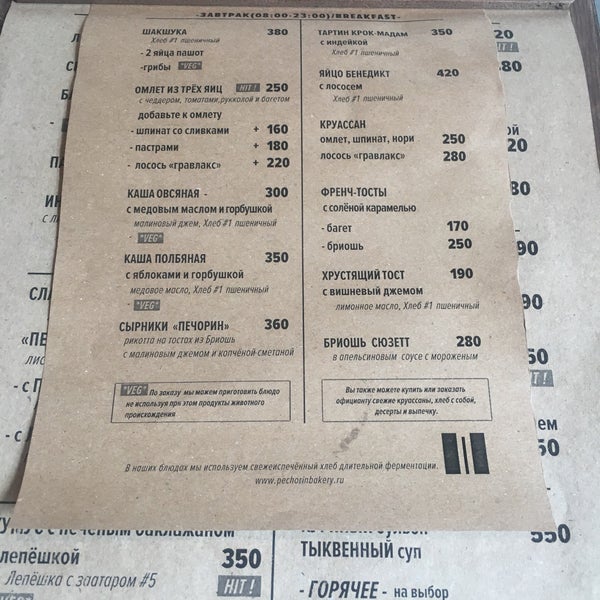 -ЗАВТРАК(08:00-23:00)/BREAKFAST-
ШАКШУКА 380
Хлеб #1 пшеничный
- 2 яйца пашот
-грибы "VEG"
ОМЛЕТ ИЗ ТРЁХ ЯИЦ HIT! 250
с чеддером, томатами,рукколой и багетом
добавьте к омлету
- шпинат со сливками + 160
- пастрами + 180
- лосось «гравлакс» + 220
КАША ОВСЯНАЯ - 300
с медовым маслом и горбушкой
малиновый джем, Хлеб #1 пшеничный
"VEG"
КАША ПОЛБЯНАЯ 350
с яблоками и горбушкой
медовое масло, Хлеб #1 пшеничный
- "VEG"
СЫРНИКИ «ПЕЧОРИН» 360
рикотта на тостах из Бриошь
с малиновым джемом и копчёной сметаной
"VEG" По заказу мы можем приготовить блюдо
не используя при этом продукты животного
происхождения
ТАРТИН КРОК-МАДАМ 350
с индейкой
Хлеб #1 пшеничный
ЯЙЦО БЕНЕДИКТ 420
с лососем
Хлеб #1 пшеничный
КРУАССАН
омлет, шпинат, нори 250
лосось «гравлакс» 280
ФРЕНЧ-ТОСТЫ
с солёной карамелью
- багет 170
- бриошь 250
ХРУСТЯЩИЙ ТОСТ 190
с вишневый джемом
лимонное масло, Хлеб #1 пшеничный
БРИОШЬ СЮЗЕТТ 280
в апельсиновым соусе с мороженым
Вы также можете купить или заказать
официанту свежие круассаны, хлеб с собой,
десерты и выпечку.
В наших блюдах мы используем свежеиспечённый хлеб длительной ферментации.
www.pechorinbakery.ru
с печёным баклажаном
лепёшкой 350
Лепёшка с заатаром #5 HIT!
550
ТЫКВЕННЫЙ суп
- ГОРЯЧЕЕ - на выбор